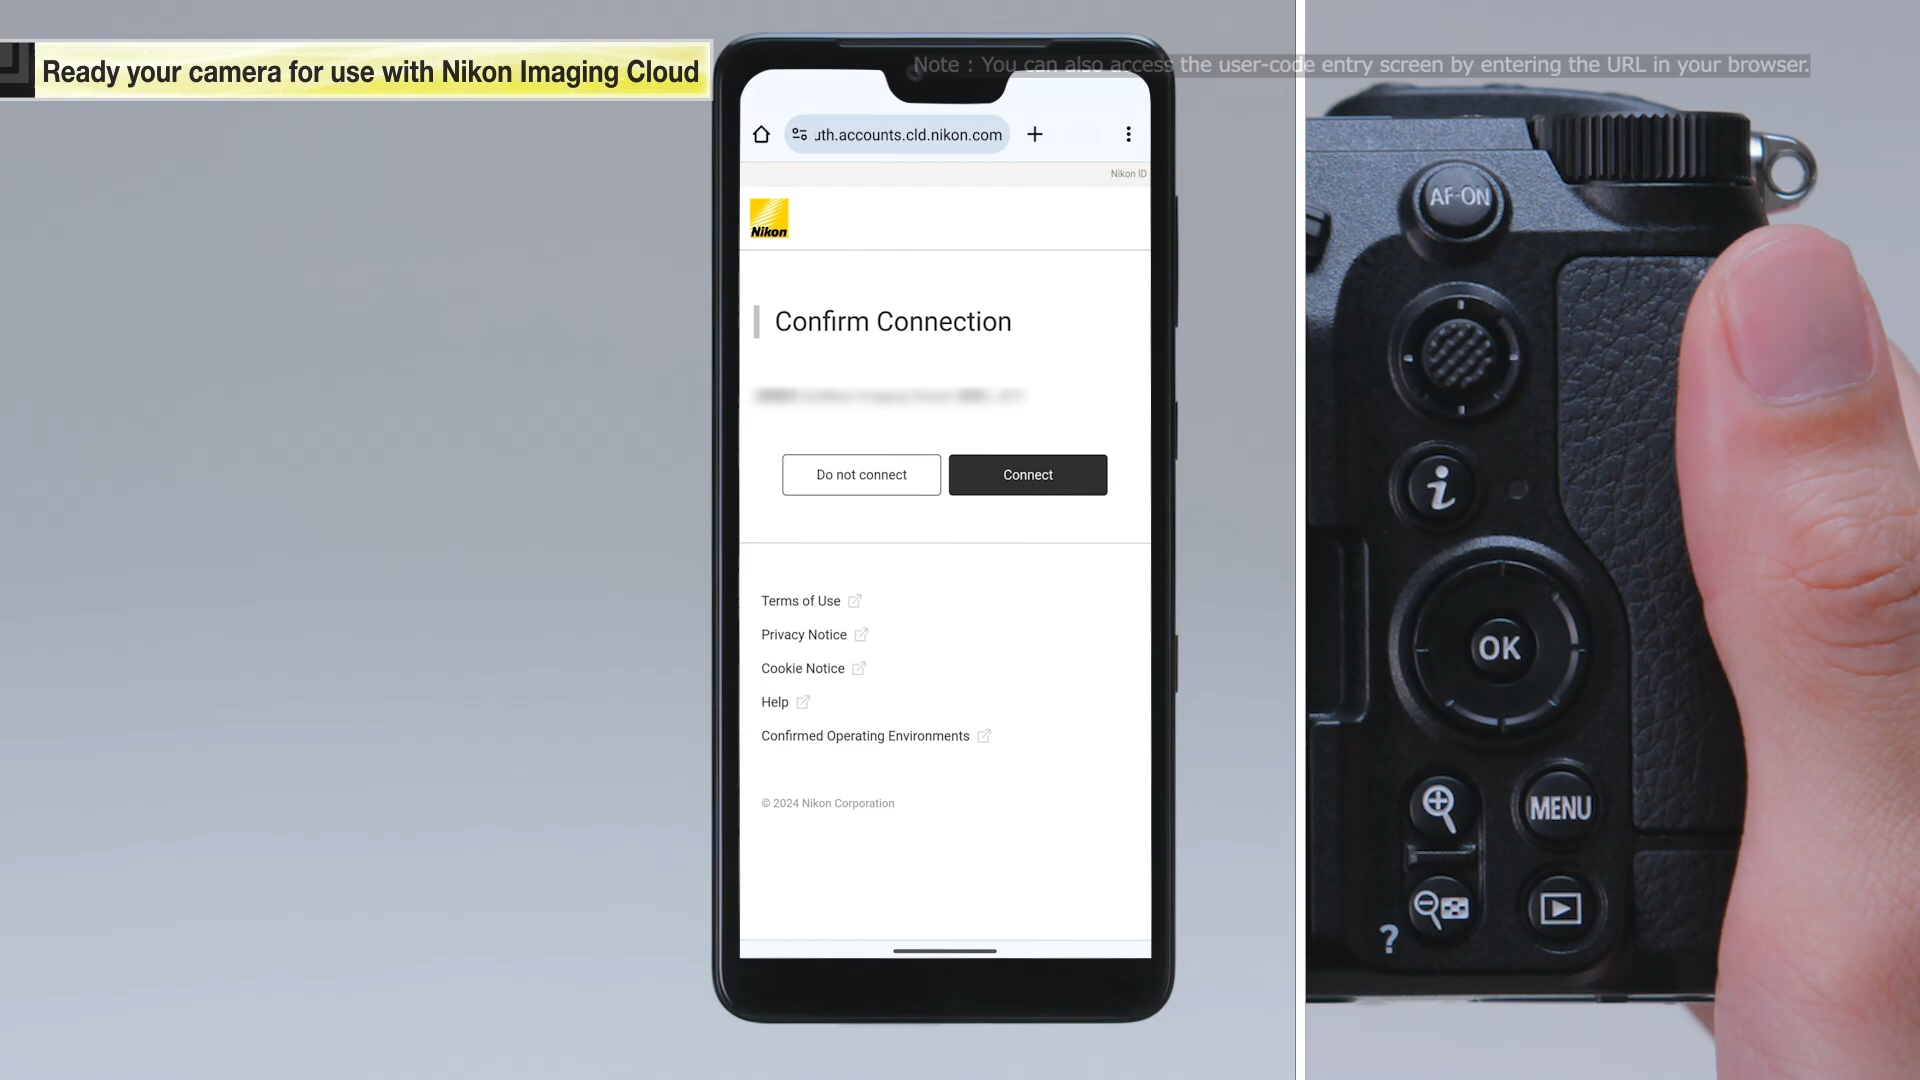 Ready your camera for use with Nikon Imaging Cloud
Note : You can also access the user-code entry screen by entering the URL in your browser.
uth.accounts.cld.nikon.com
Nikon ID
Nikon
Confirm Connection
Do not connect
Connect
Terms of Use
Privacy Notice
Cookie Notice
Help
Confirmed Operating Environments
© 2024 Nikon Corporation
AF-ON
i
OK
MENU
?